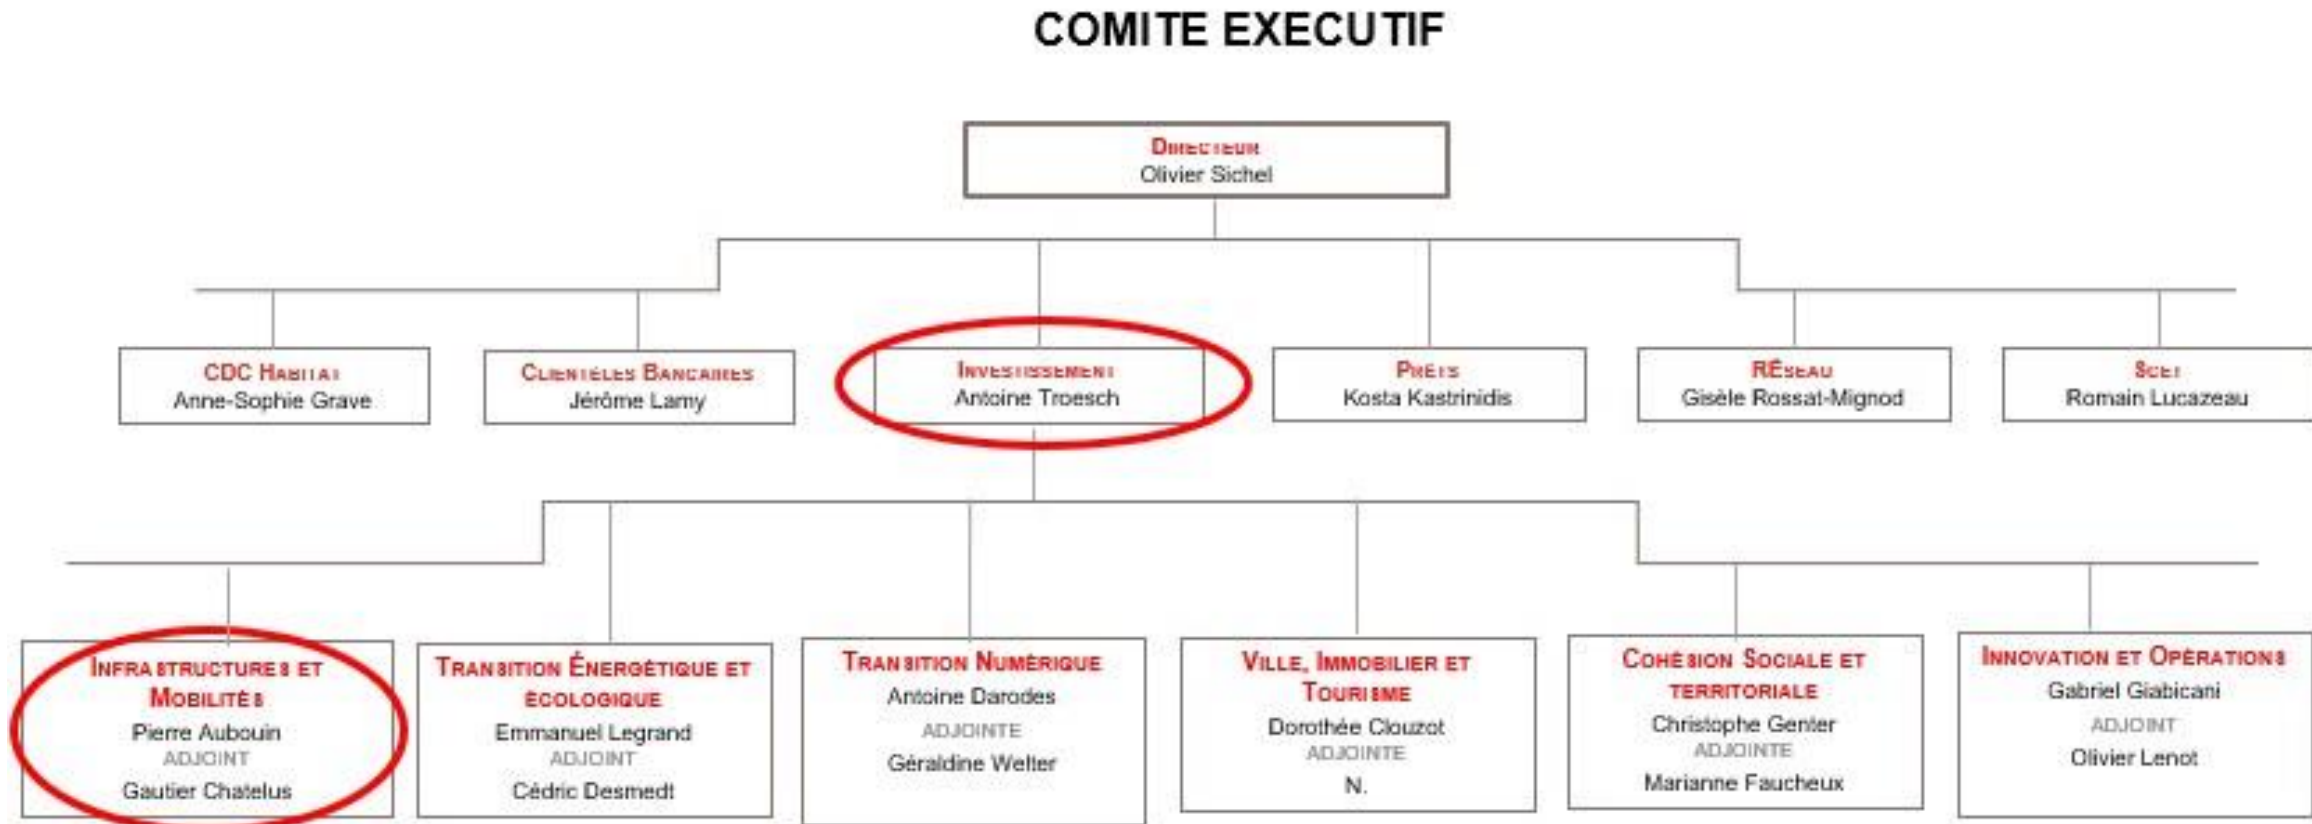 COMITE EXECUTIF
DIRECTEUR
Olivier Sichel
CDC HABITAT
Anne-Sophie Grave
CLIENTÈLES BANCAIRES
Jérôme Lamy
INVESTISSEMENT
Antoine Troesch
PRÊTS
Kosta Kastrinidis
RÉSEAU
Gisèle Rossat-Mignod
SCET
Romain Lucazeau
INFRASTRUCTURES ET
MOBILITÉS
Pierre Aubouin
ADJOINT
Gautier Chatelus
TRANSITION ÉNERGÉTIQUE ET
ÉCOLOGIQUE
Emmanuel Legrand
ADJOINT
Cédric Desmedt
TRANSITION NUMÉRIQUE
Antoine Darodes
ADJOINTE
Géraldine Welter
VILLE, IMMOBILIER ET
TOURISME
Dorothée Clouzot
ADJOINTE
N.
COHÉSION SOCIALE ET
TERRITORIALE
Christophe Genter
ADJOINTE
Marianne Faucheux
INNOVATION ET OPÉRATIONS
Gabriel Giabicani
ADJOINT
Olivier Lenot